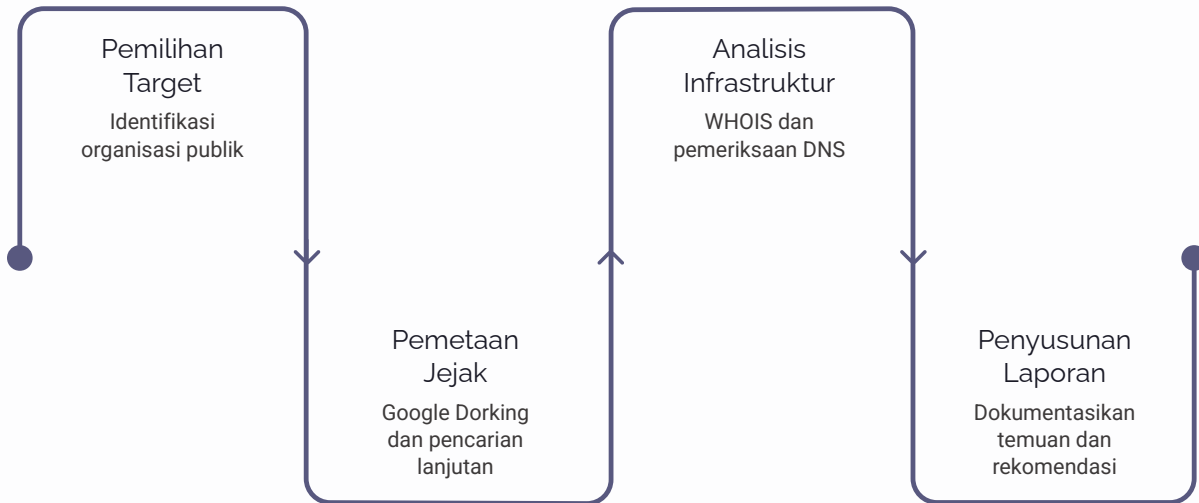 Pemilihan
Target
Identifikasi
organisasi publik
Pemetaan
Jejak
Google Dorking
dan pencarian
lanjutan
Analisis
Infrastruktur
WHOIS dan
pemeriksaan DNS
Penyusunan
Laporan
Dokumentasikan
temuan dan
rekomendasi